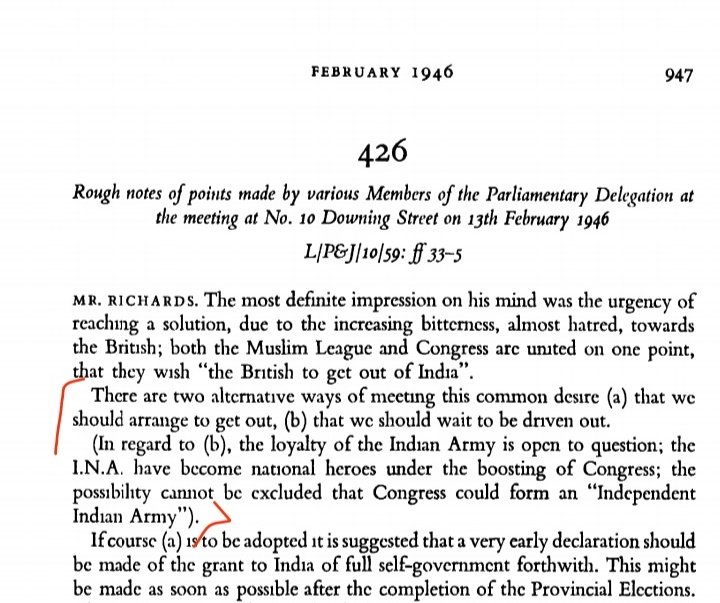 FEBRUARY 1946 947
426
Rough notes of points made by various Members of the Parliamentary Delegation at
the meeting at No. 10 Downing Street on 13th February 1946
L/P&J/10/59: ff 33–5
MR. RICHARDS. The most definite impression on his mind was the urgency of
reaching a solution, due to the increasing bitterness, almost hatred, towards
the British; both the Muslim League and Congress are united on one point,
that they wish “the British to get out of India”.
There are two alternative ways of meeting this common desire (a) that we
should arrange to get out, (b) that we should wait to be driven out.
(In regard to (b), the loyalty of the Indian Army is open to question; the
I.N.A. have become national heroes under the boosting of Congress; the
possibility cannot be excluded that Congress could form an “Independent
Indian Army”).
If course (a) is to be adopted it is suggested that a very early declaration should
be made of the grant to India of full self-government forthwith. This might
be made as soon as possible after the completion of the Provincial Elections.